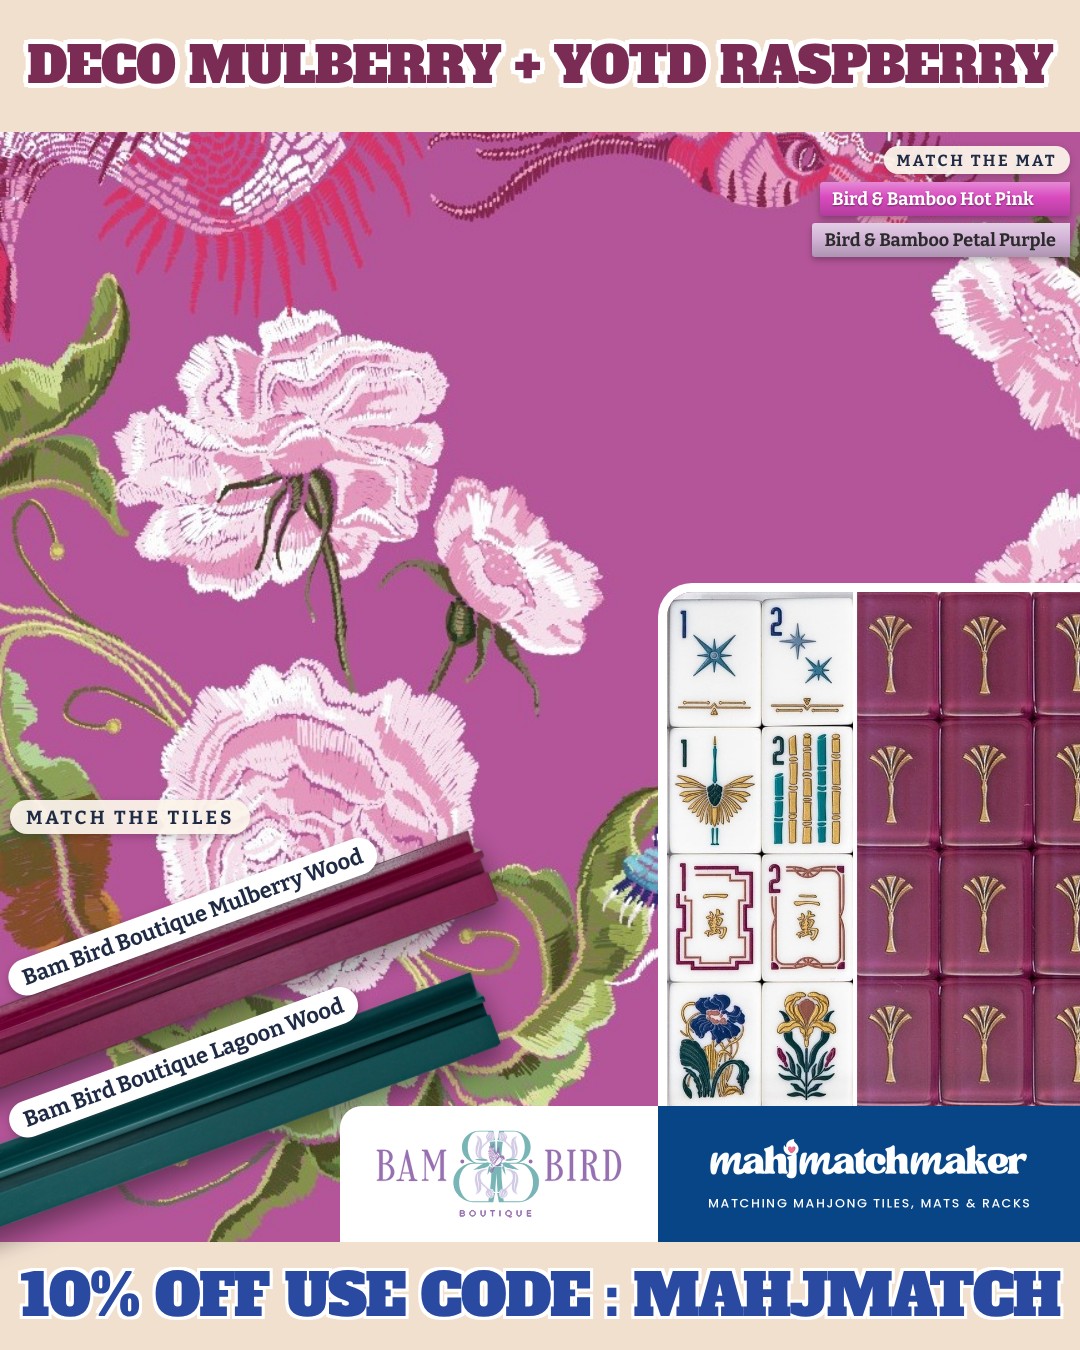 DECO MULBERRY + YOTD RASPBERRY
MATCH THE MAT
Bird & Bamboo Hot Pink
Bird & Bamboo Petal Purple
1
2
1
2
1
一
萬
2
二
萬
MATCH THE TILES
Bam Bird Boutique Mulberry Wood
Bam Bird Boutique Lagoon Wood
BAM BIRD
BOUTIQUE
mahjmatchmaker
MATCHING MAHJONG TILES, MATS & RACKS
10% OFF USE CODE : MAHJMATCH